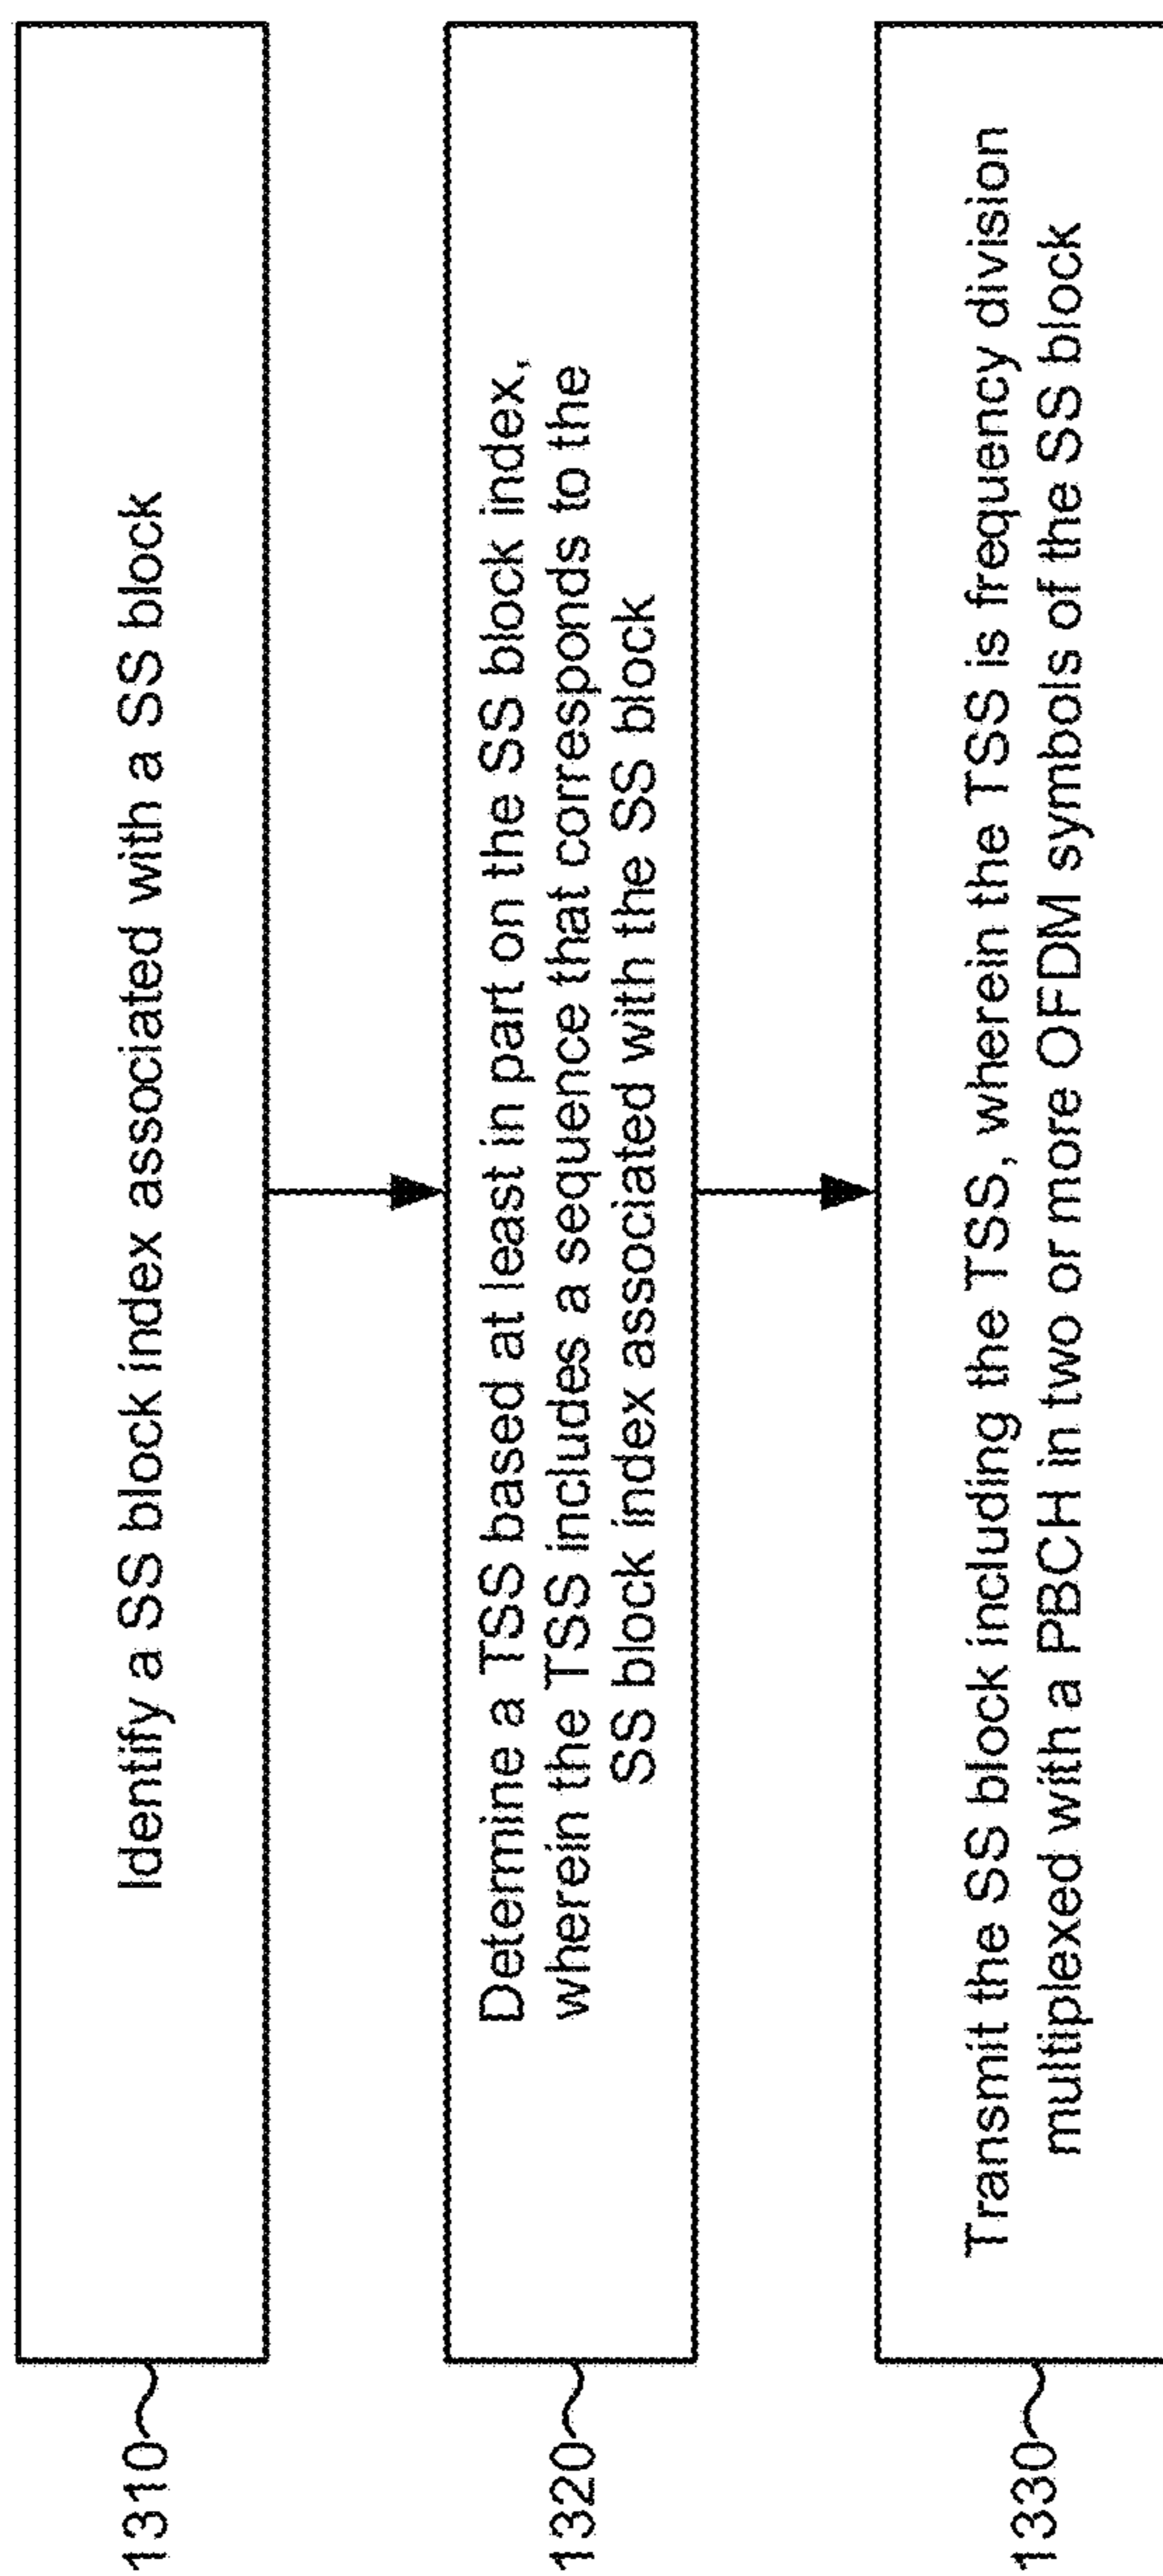 1310
Identify a SS block index associated with a SS block
1320
Determine a TSS based at least in part on the SS block index,
wherein the TSS includes a sequence that corresponds to the
SS block index associated with the SS block
1330
Transmit the SS block including the TSS, wherein the TSS is frequency division
multiplexed with a PBCH in two or more OFDM symbols of the SS block